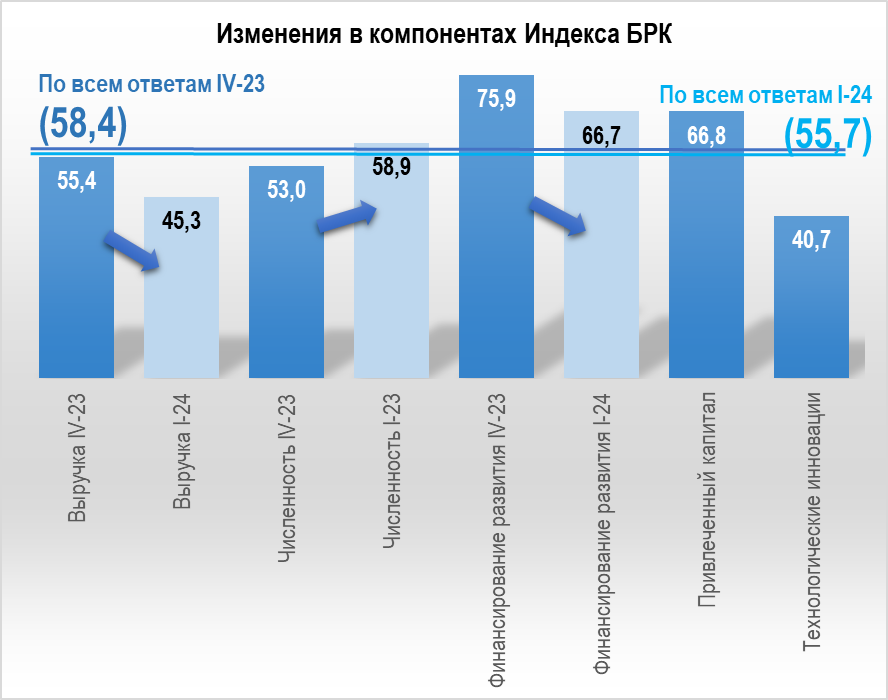 Изменения в компонентах Индекса БРК
По всем ответам IV-23
(58,4)
По всем ответам I-24
(55,7)
55,4
45,3
53,0
58,9
75,9
66,7
66,8
40,7
Выручка IV-23
Выручка I-24
Численность IV-23
Численность I-23
Финансирование развития IV-23
Финансирование развития I-24
Привлеченный капитал
Технологические инновации